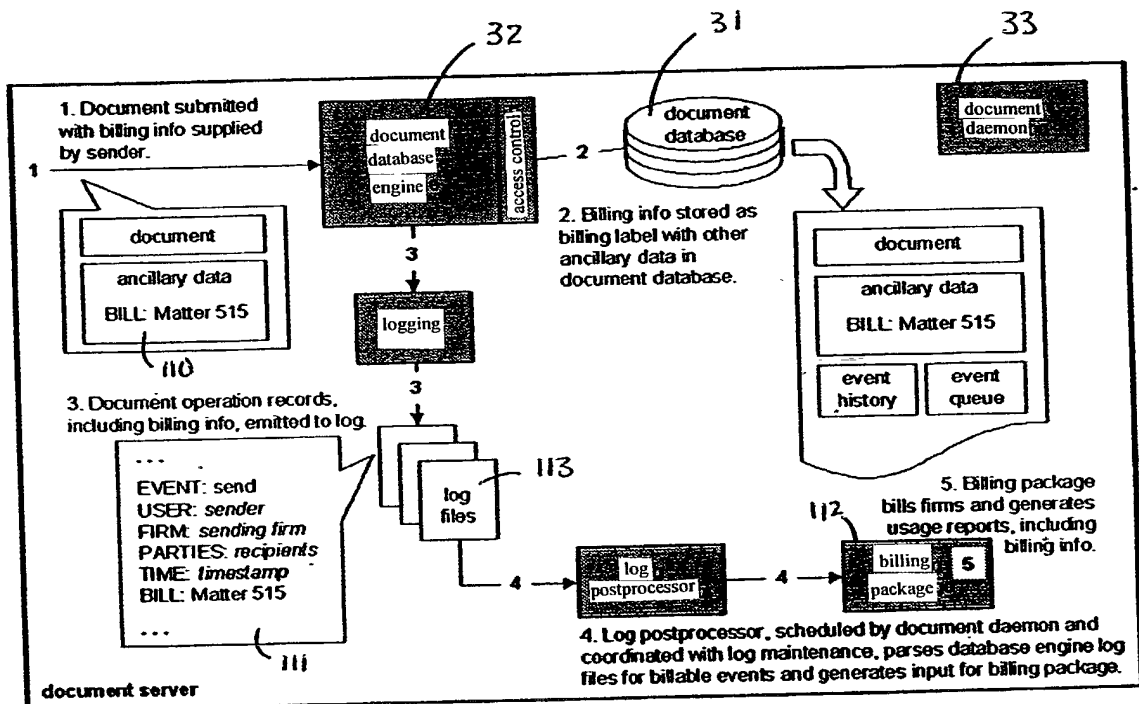 32
31
33
1. Document submitted
with billing info supplied
by sender.
1
document
database
engine
access control
2
document
database
document
daemon
document
ancillary data
BILL: Matter 515
110
3
logging
3
2. Billing info stored as
billing label with other
ancillary data in
document database.
document
ancillary data
BILL: Matter 515
event
history
event
queue
3. Document operation records,
including billing info, emitted to log.
...
EVENT: send
USER: sender
FIRM: sending firm
PARTIES: recipients
TIME: timestamp
BILL: Matter 515
...
111
log
files
113
4
log
postprocessor
4
112
billing
package
5
5. Billing package
bills firms and generates
usage reports, including
billing info.
4. Log postprocessor, scheduled by document daemon and
coordinated with log maintenance, parses database engine log
files for billable events and generates input for billing package.
document server